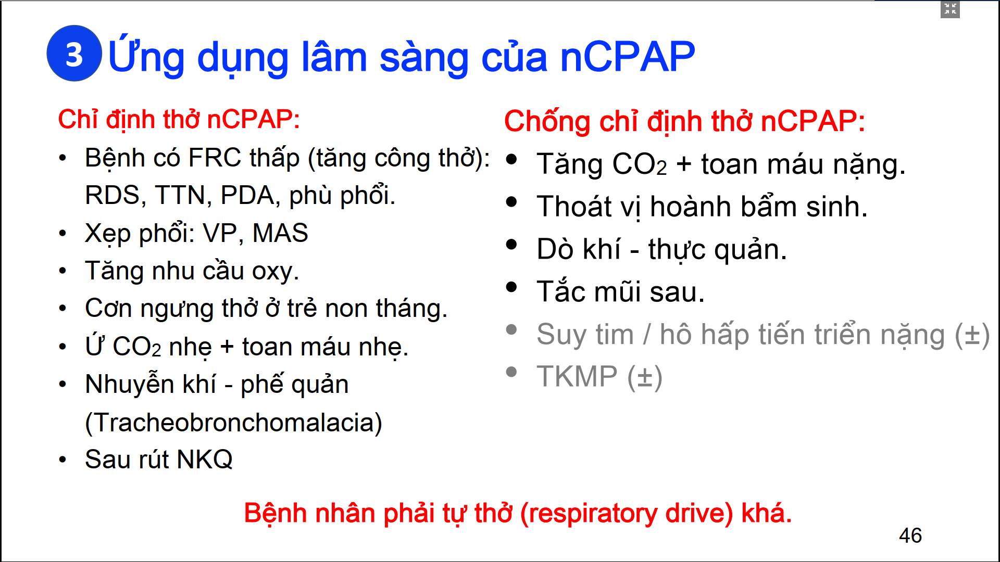 3 Ứng dụng lâm sàng của nCPAP
Chỉ định thở nCPAP:
• Bệnh có FRC thấp (tăng công thở):
RDS, TTN, PDA, phù phổi.
• Xẹp phổi: VP, MAS
• Tăng nhu cầu oxy.
• Cơn ngưng thở ở trẻ non tháng.
• Ứ CO₂ nhẹ + toan máu nhẹ.
• Nhuyễn khí - phế quản
(Tracheobronchomalacia)
• Sau rút NKQ
Chống chỉ định thở nCPAP:
• Tăng CO₂ + toan máu nặng.
• Thoát vị hoành bẩm sinh.
• Dò khí - thực quản.
• Tắc mũi sau.
• Suy tim / hô hấp tiến triển nặng (±)
• TKMP (±)
Bệnh nhân phải tự thở (respiratory drive) khá.
46